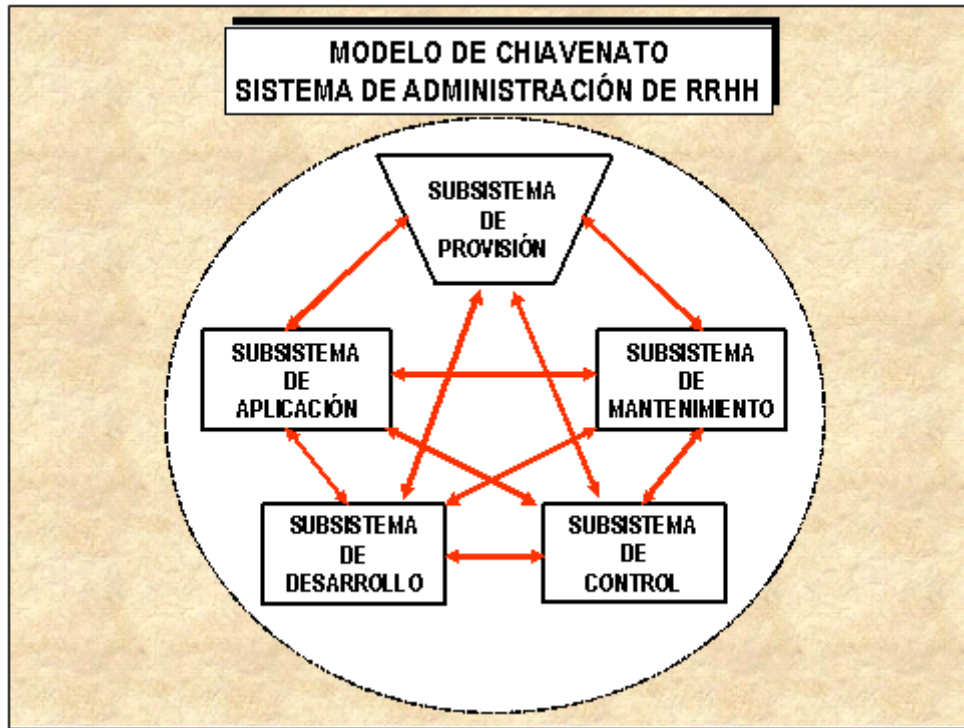 MODELO DE CHIAVENATO
SISTEMA DE ADMINISTRACIÓN DE RRHH
SUBSISTEMA
DE
PROVISIÓN
SUBSISTEMA
DE
APLICACIÓN
SUBSISTEMA
DE
MANTENIMIENTO
SUBSISTEMA
DE
DESARROLLO
SUBSISTEMA
DE
CONTROL